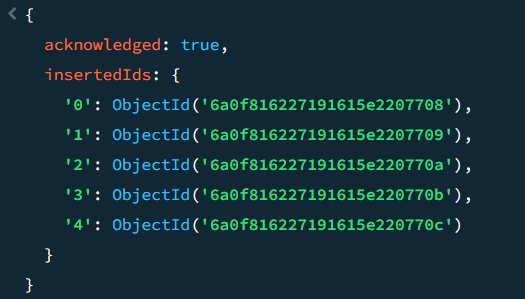 {
acknowledged: true,
insertedIds: {
'0': ObjectId('6a0f816227191615e2207708'),
'1': ObjectId('6a0f816227191615e2207709'),
'2': ObjectId('6a0f816227191615e220770a'),
'3': ObjectId('6a0f816227191615e220770b'),
'4': ObjectId('6a0f816227191615e220770c')
}
}